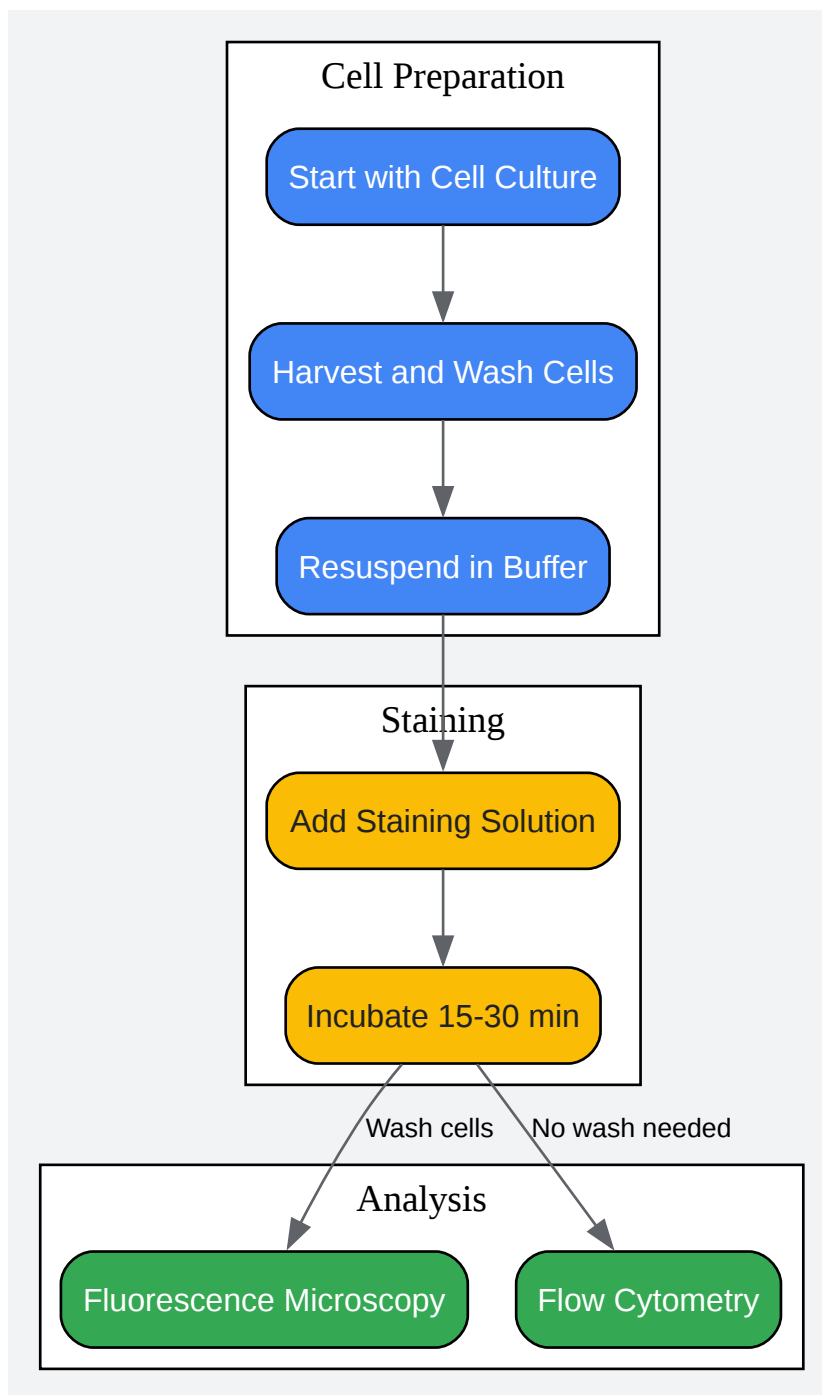 Cell Preparation
Start with Cell Culture
Harvest and Wash Cells
Resuspend in Buffer
Staining
Add Staining Solution
Incubate 15-30 min
Wash cells
No wash needed
Analysis
Fluorescence Microscopy
Flow Cytometry